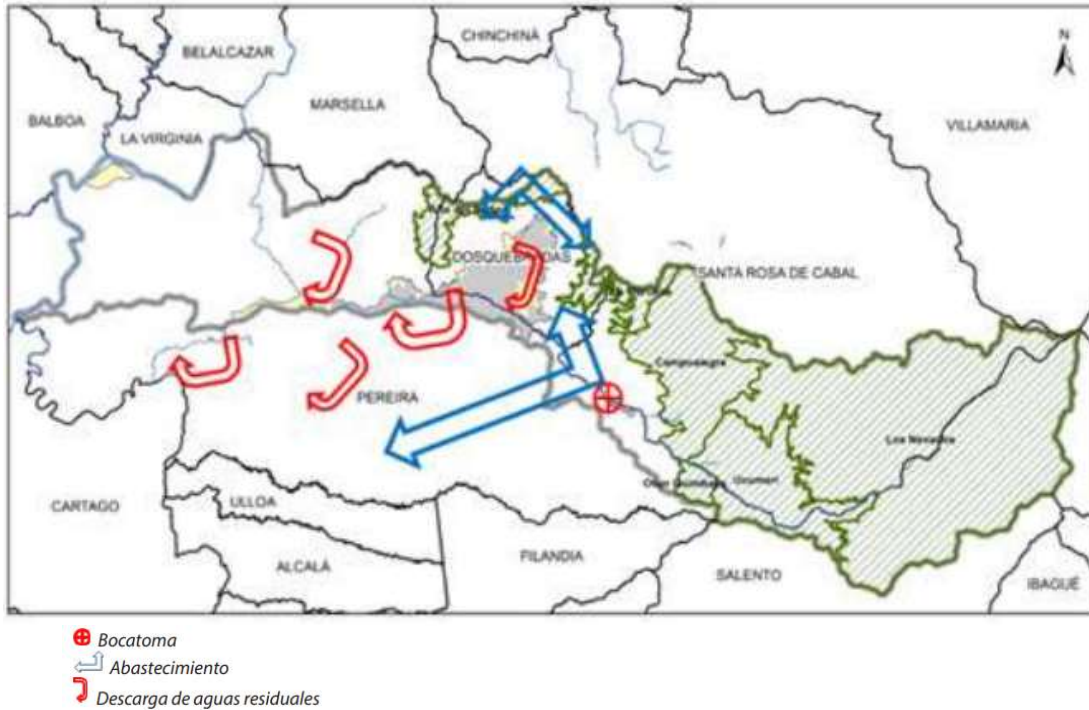 N
CHINCHINÁ
BELALCAZAR
MARSELLA
BALBOA
LA VIRGINIA
VILLAMARIA
DOSQUEBRADAS
SANTA ROSA DE CABAL
Campoalegre
PEREIRA
Los Nevados
Ucumari
CARTAGO
ULLOA
FILANDIA
ALCALÁ
SALENTO
IBAGUÉ
Bocatoma
Abastecimiento
Descarga de aguas residuales